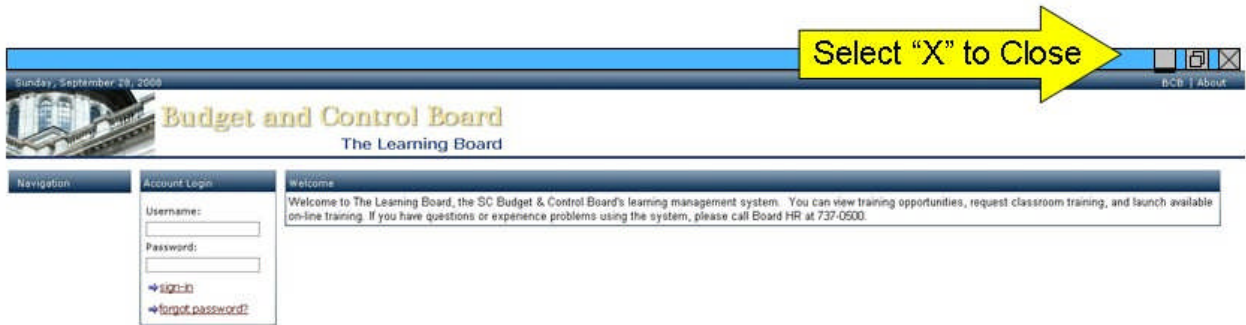 Select “X” to Close
Sunday, September 28, 2008
BCB | About
Budget and Control Board
The Learning Board
Navigation
Account Login
Username:
Password:
sign-in
forgot password?
Welcome
Welcome to The Learning Board, the SC Budget & Control Board's learning management system. You can view training opportunities, request classroom training, and launch available
on-line training. If you have questions or experience problems using the system, please call Board HR at 737-0500.